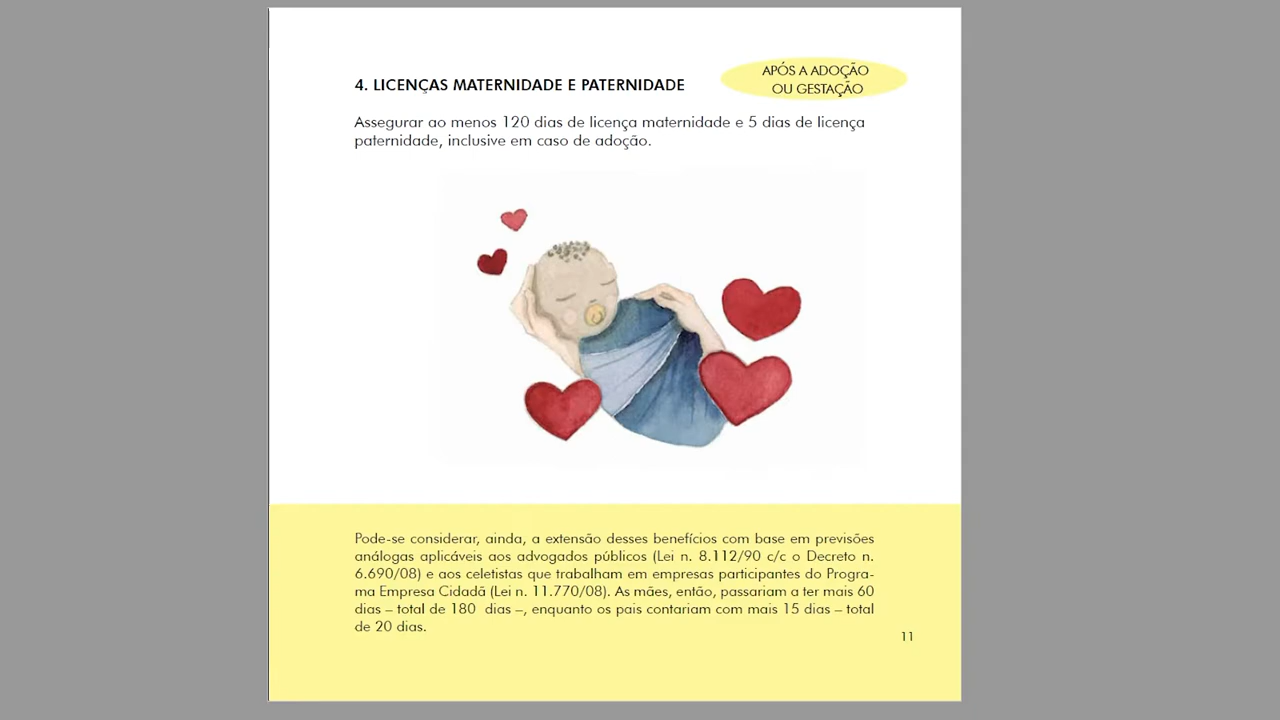 4. LICENÇAS MATERNIDADE E PATERNIDADE
APÓS A ADOÇÃO
OU GESTAÇÃO
Assegurar ao menos 120 dias de licença maternidade e 5 dias de licença
paternidade, inclusive em caso de adoção.
Pode-se considerar, ainda, a extensão desses benefícios com base em previsões
análogas aplicáveis aos advogados públicos (Lei n. 8.112/90 c/c o Decreto n.
6.690/08) e aos celetistas que trabalham em empresas participantes do Progra-
ma Empresa Cidadã (Lei n. 11.770/08). As mães, então, passariam a ter mais 60
dias – total de 180 dias –, enquanto os pais contariam com mais 15 dias – total
de 20 dias.
11